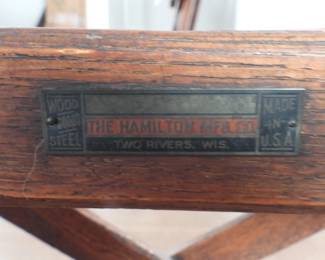 WOOD
AND
STEEL
THE HAMILTON MFG. CO.
TWO RIVERS, WIS.
MADE
IN
U.S.A.